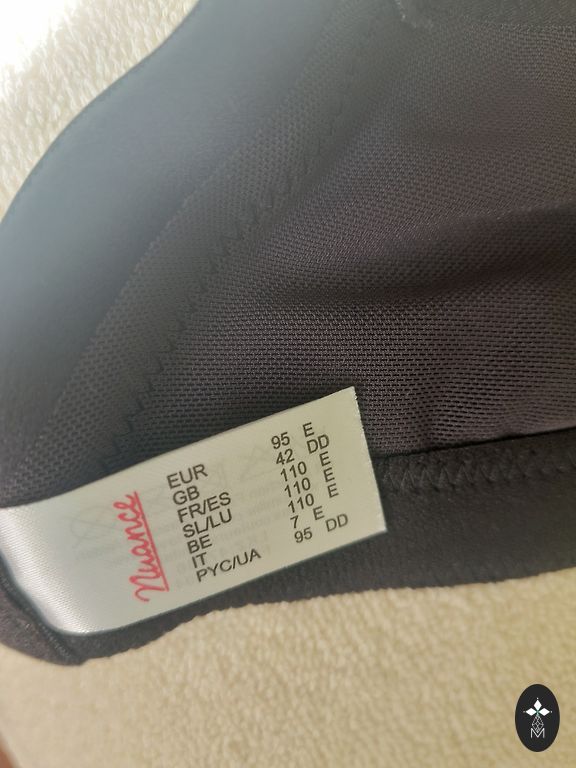 Nuance
EUR 95 E
GB 42 DD
FR/ES 110 E
SL/LU 110 E
BE 110 E
IT 7 E
PYC/UA 95 DD
M